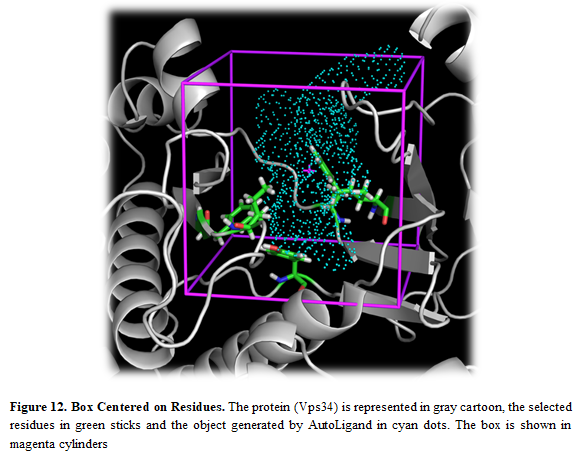 Figure 12. Box Centered on Residues. The protein (Vps34) is represented in gray cartoon, the selected
residues in green sticks and the object generated by AutoLigand in cyan dots. The box is shown in
magenta cylinders